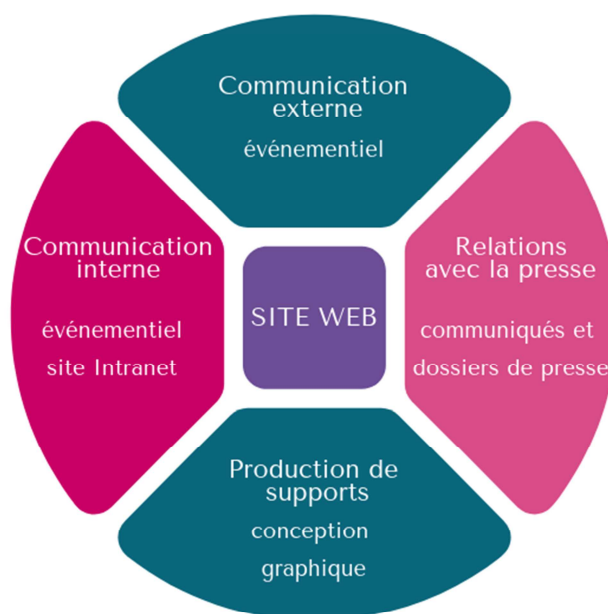 Communication
externe
événementiel
Communication
interne
événementiel
site Intranet
SITE WEB
Relations
avec la presse
communiqués et
dossiers de presse
Production de
supports
conception
graphique